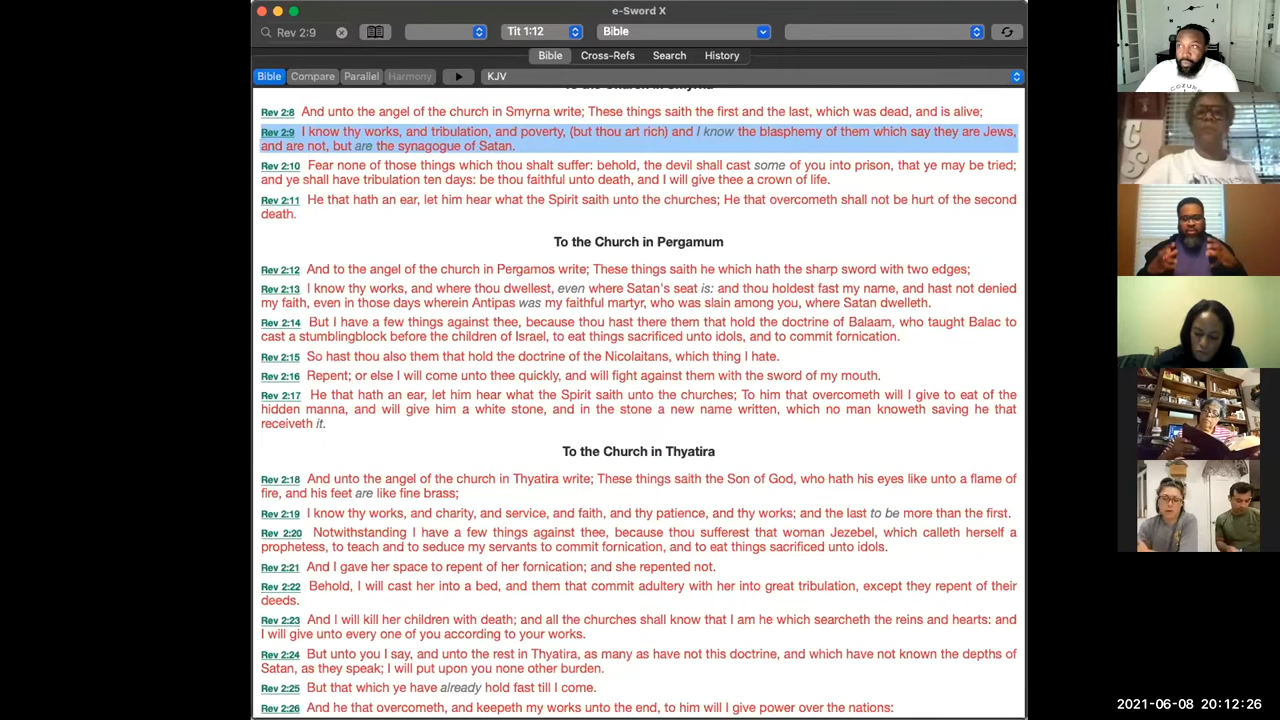 e-Sword X
Rev 2:9
Tit 1:12
Bible
Bible Cross-Refs Search History
Bible Compare Parallel Harmony KJV
Rev 2:8 And unto the angel of the church in Smyrna write; These things saith the first and the last, which was dead, and is alive;
Rev 2:9 I know thy works, and tribulation, and poverty, (but thou art rich) and I know the blasphemy of them which say they are Jews,
and are not, but are the synagogue of Satan.
Rev 2:10 Fear none of those things which thou shalt suffer: behold, the devil shall cast some of you into prison, that ye may be tried;
and ye shall have tribulation ten days: be thou faithful unto death, and I will give thee a crown of life.
Rev 2:11 He that hath an ear, let him hear what the Spirit saith unto the churches; He that overcometh shall not be hurt of the second
death.
To the Church in Pergamum
Rev 2:12 And to the angel of the church in Pergamos write; These things saith he which hath the sharp sword with two edges;
Rev 2:13 I know thy works, and where thou dwellest, even where Satan's seat is: and thou holdest fast my name, and hast not denied
my faith, even in those days wherein Antipas was my faithful martyr, who was slain among you, where Satan dwelleth.
Rev 2:14 But I have a few things against thee, because thou hast there them that hold the doctrine of Balaam, who taught Balac to
cast a stumblingblock before the children of Israel, to eat things sacrificed unto idols, and to commit fornication.
Rev 2:15 So hast thou also them that hold the doctrine of the Nicolaitans, which thing I hate.
Rev 2:16 Repent; or else I will come unto thee quickly, and will fight against them with the sword of my mouth.
Rev 2:17 He that hath an ear, let him hear what the Spirit saith unto the churches; To him that overcometh will I give to eat of the
hidden manna, and will give him a white stone, and in the stone a new name written, which no man knoweth saving he that
receiveth it.
To the Church in Thyatira
Rev 2:18 And unto the angel of the church in Thyatira write; These things saith the Son of God, who hath his eyes like unto a flame of
fire, and his feet are like fine brass;
Rev 2:19 I know thy works, and charity, and service, and faith, and thy patience, and thy works; and the last to be more than the first.
Rev 2:20 Notwithstanding I have a few things against thee, because thou sufferest that woman Jezebel, which calleth herself a
prophetess, to teach and to seduce my servants to commit fornication, and to eat things sacrificed unto idols.
Rev 2:21 And I gave her space to repent of her fornication; and she repented not.
Rev 2:22 Behold, I will cast her into a bed, and them that commit adultery with her into great tribulation, except they repent of their
deeds.
Rev 2:23 And I will kill her children with death; and all the churches shall know that I am he which searcheth the reins and hearts: and
I will give unto every one of you according to your works.
Rev 2:24 But unto you I say, and unto the rest in Thyatira, as many as have not this doctrine, and which have not known the depths of
Satan, as they speak; I will put upon you none other burden.
Rev 2:25 But that which ye have already hold fast till I come.
Rev 2:26 And he that overcometh, and keepeth my works unto the end, to him will I give power over the nations:
2021-06-08 20:12:26